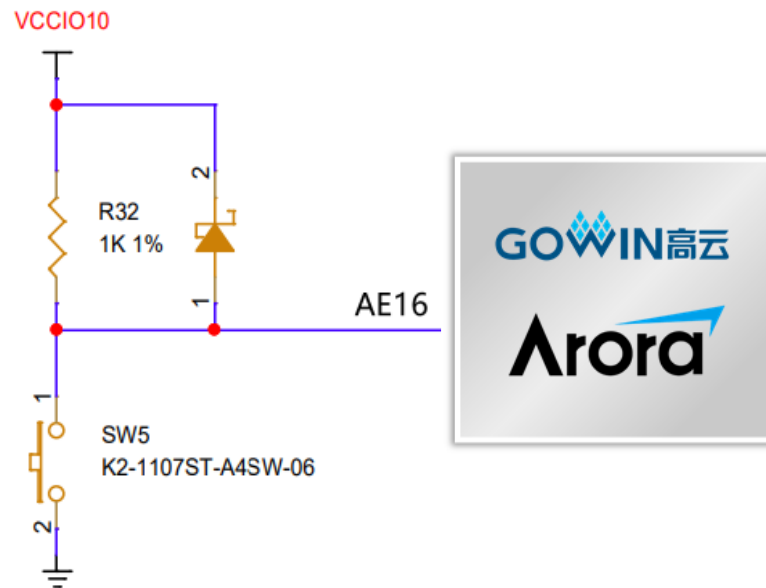 VCCIO10
2
R32
1K 1%
1
AE16
GOWIN高云
Arora
1
SW5
K2-1107ST-A4SW-06
2